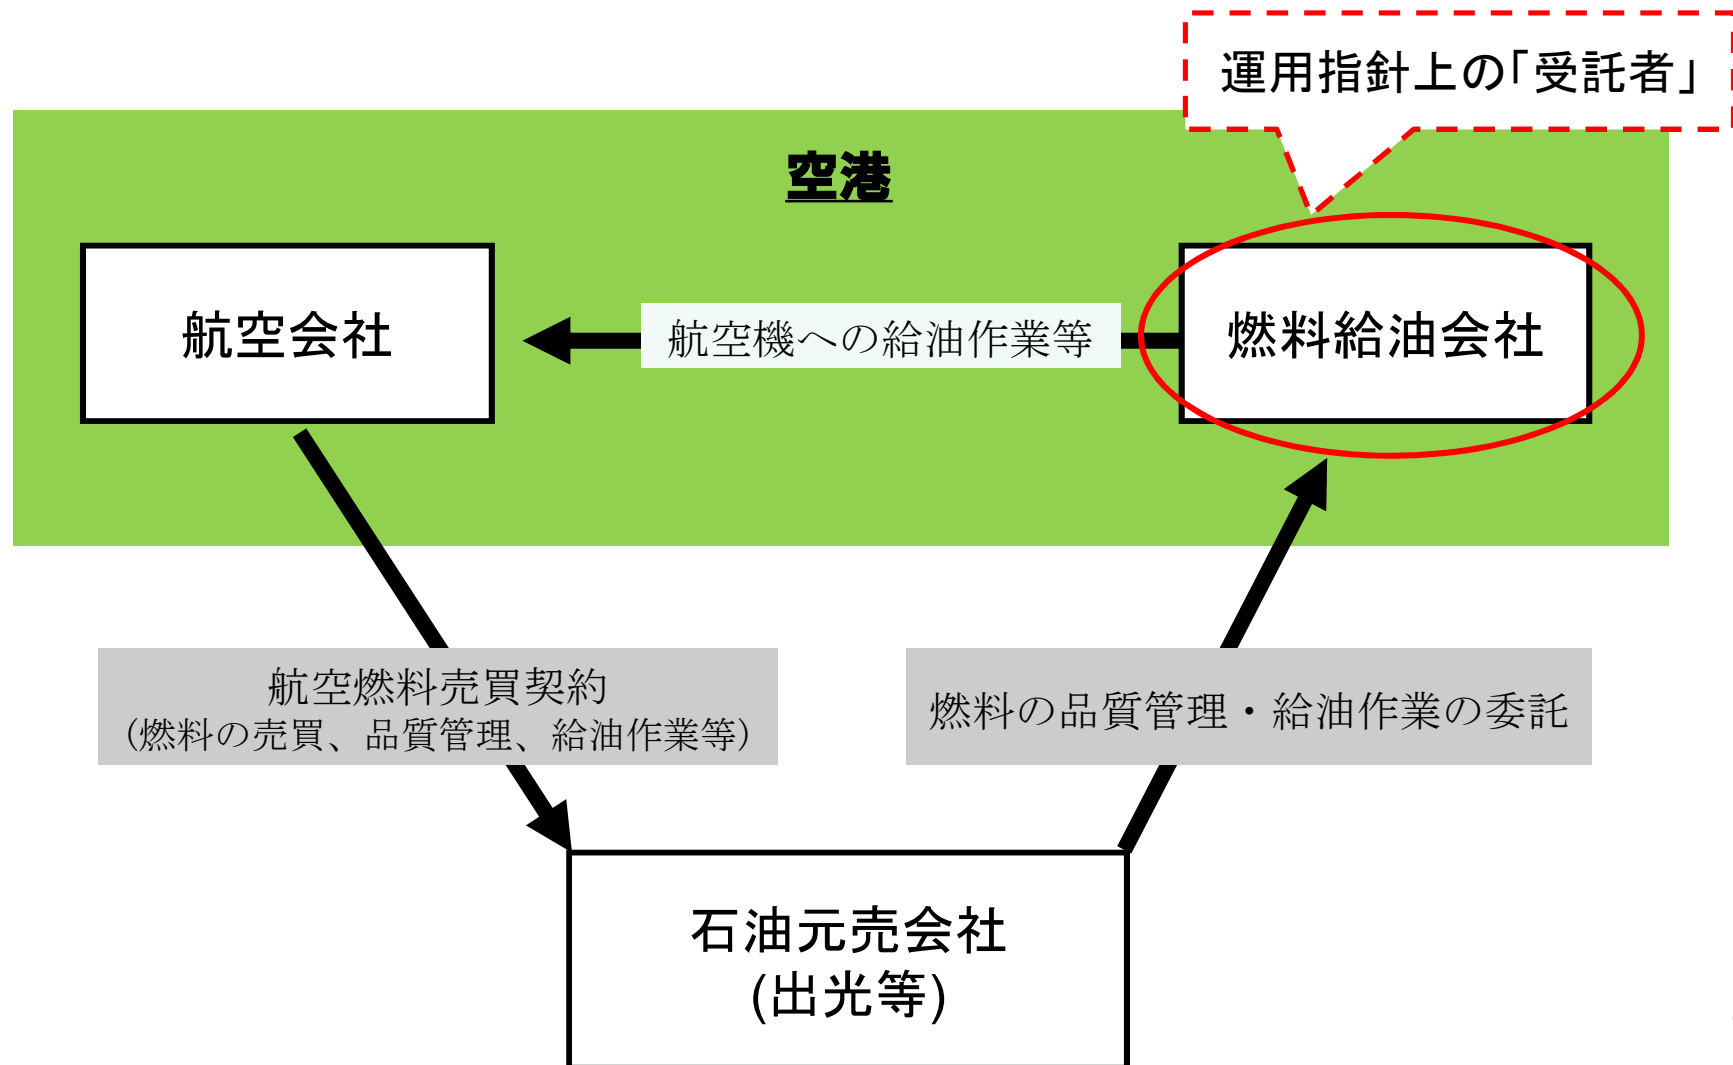 運用指針上の「受託者」
空港
航空会社
航空機への給油作業等
燃料給油会社
航空燃料売買契約
(燃料の売買、品質管理、給油作業等)
燃料の品質管理・給油作業の委託
石油元売会社
(出光等)